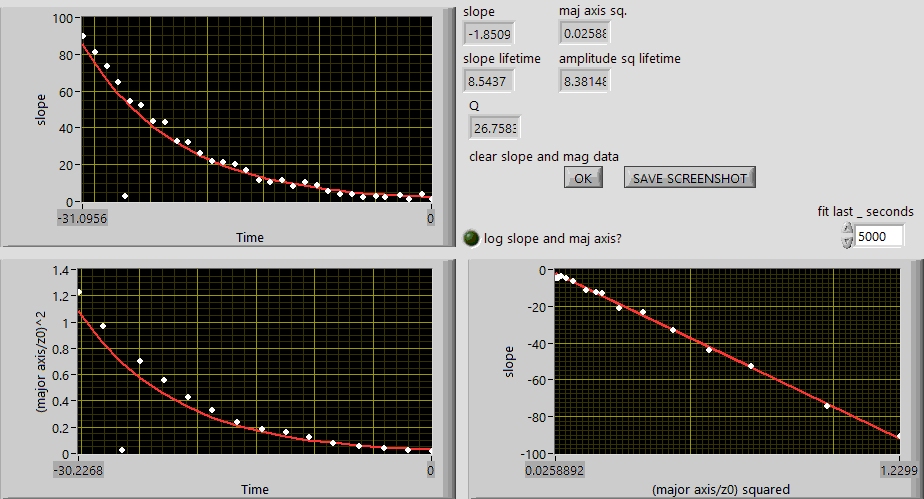 slope
-1.8509
maj axis sq.
0.02588
slope lifetime
8.5437
amplitude sq lifetime
8.38148
Q
26.758
clear slope and mag data
OK
SAVE SCREENSHOT
log slope and maj axis?
fit last _ seconds
5000
slope
100
80
60
40
20
0
-31.0956
0
Time
(major axis/z0)^2
1.4
1.2
1
0.8
0.6
0.4
0.2
0
-30.2268
0
Time
slope
0
-20
-40
-60
-80
-100
0.0258892
1.2299
(major axis/z0) squared